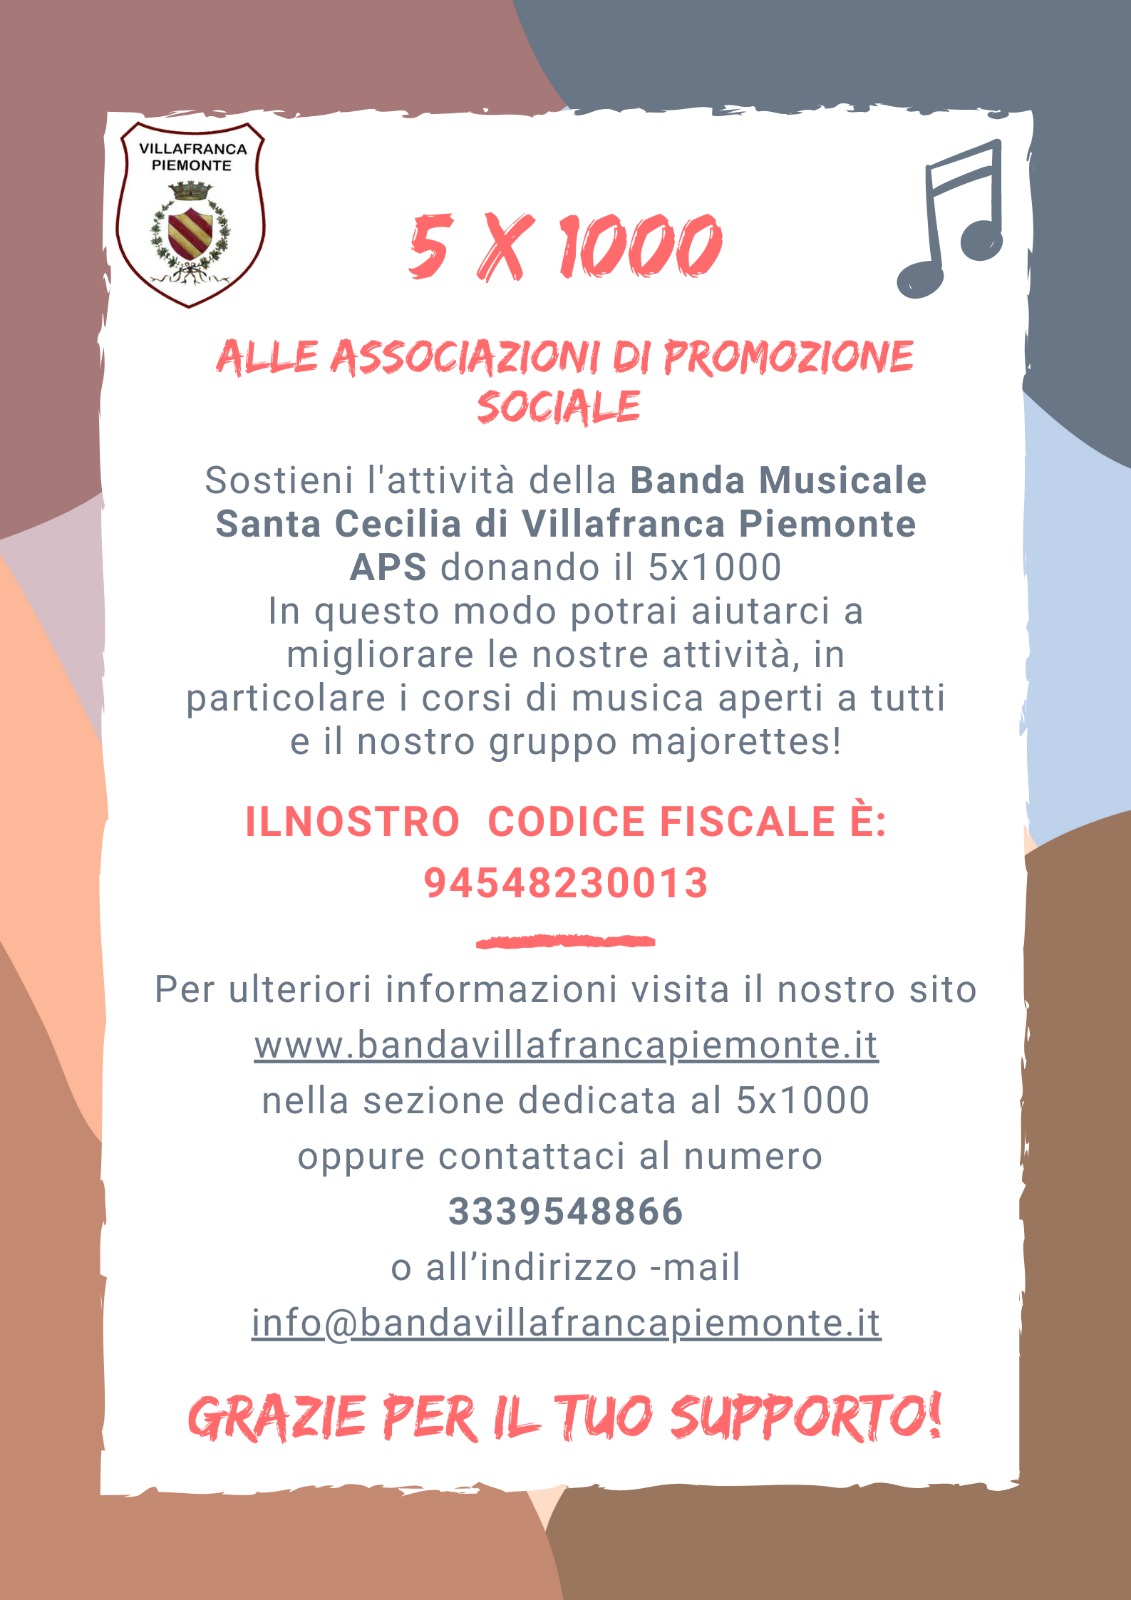 VILLAFRANCA
PIEMONTE
5 X 1000
ALLE ASSOCIAZIONI DI PROMOZIONE
SOCIALE
Sostieni l'attività della Banda Musicale
Santa Cecilia di Villafranca Piemonte
APS donando il 5x1000
In questo modo potrai aiutarci a
migliorare le nostre attività, in
particolare i corsi di musica aperti a tutti
e il nostro gruppo majorettes!
ILNOSTRO CODICE FISCALE È:
94548230013
Per ulteriori informazioni visita il nostro sito
www.bandavillafrancapiemonte.it
nella sezione dedicata al 5x1000
oppure contattaci al numero
3339548866
o all’indirizzo -mail
info@bandavillafrancapiemonte.it
GRAZIE PER IL TUO SUPPORTO!